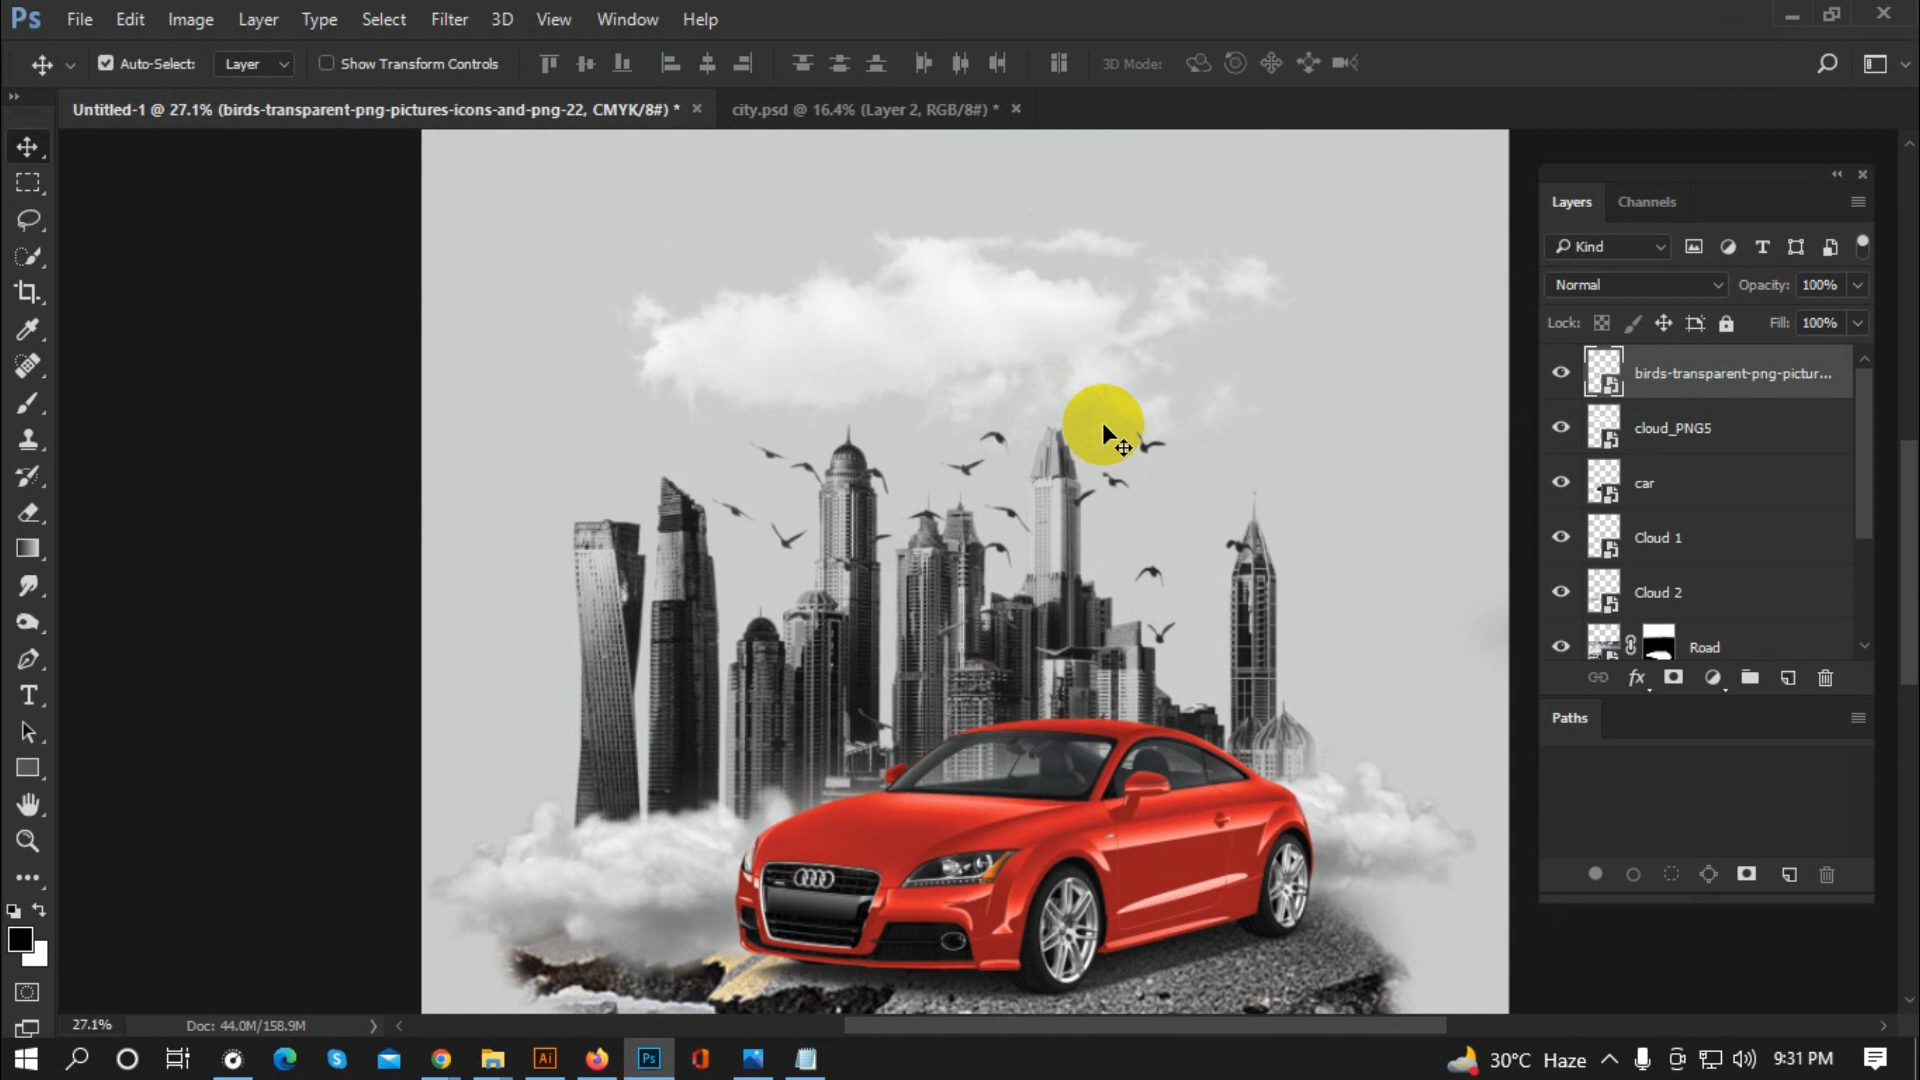 Ps File Edit Image Layer Type Select Filter 3D View Window Help
Auto-Select: Layer Show Transform Controls 3D Mode:
Untitled-1 @ 27.1% (birds-transparent-png-pictures-icons-and-png-22, CMYK/8#) * city.psd @ 16.4% (Layer 2, RGB/8#) *
Layers Channels
Kind
Normal Opacity: 100%
Lock: Fill: 100%
birds-transparent-png-pictur...
cloud_PNG5
car
Cloud 1
Cloud 2
Road
fx
Paths
27.1% Doc: 44.0M/158.9M
Ai Ps 30°C Haze 9:31 PM